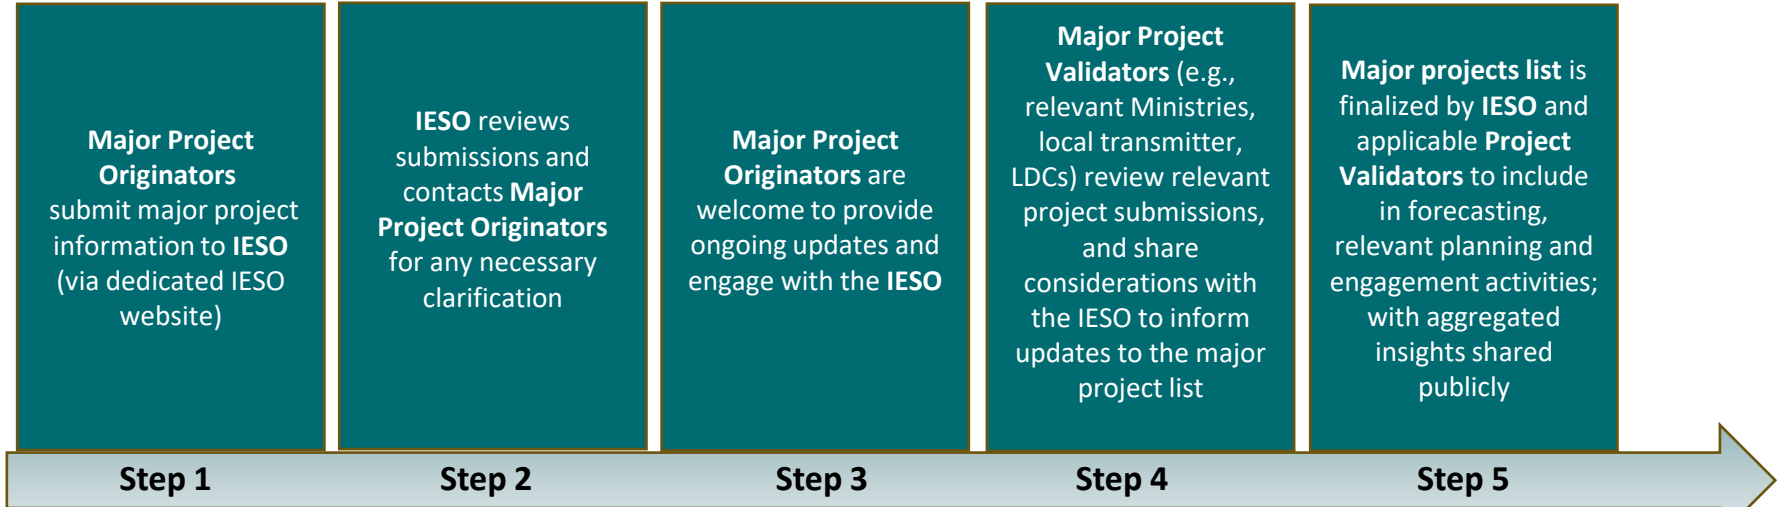 Major Project
Originators
submit major project
information to IESO
(via dedicated IESO
website)
IESO reviews
submissions and
contacts Major
Project Originators
for any necessary
clarification
Major Project
Originators are
welcome to provide
ongoing updates and
engage with the IESO
Major Project
Validators (e.g.,
relevant Ministries,
local transmitter,
LDCs) review relevant
project submissions,
and share
considerations with
the IESO to inform
updates to the major
project list
Major projects list is
finalized by IESO and
applicable Project
Validators to include
in forecasting,
relevant planning and
engagement activities;
with aggregated
insights shared
publicly
Step 1
Step 2
Step 3
Step 4
Step 5